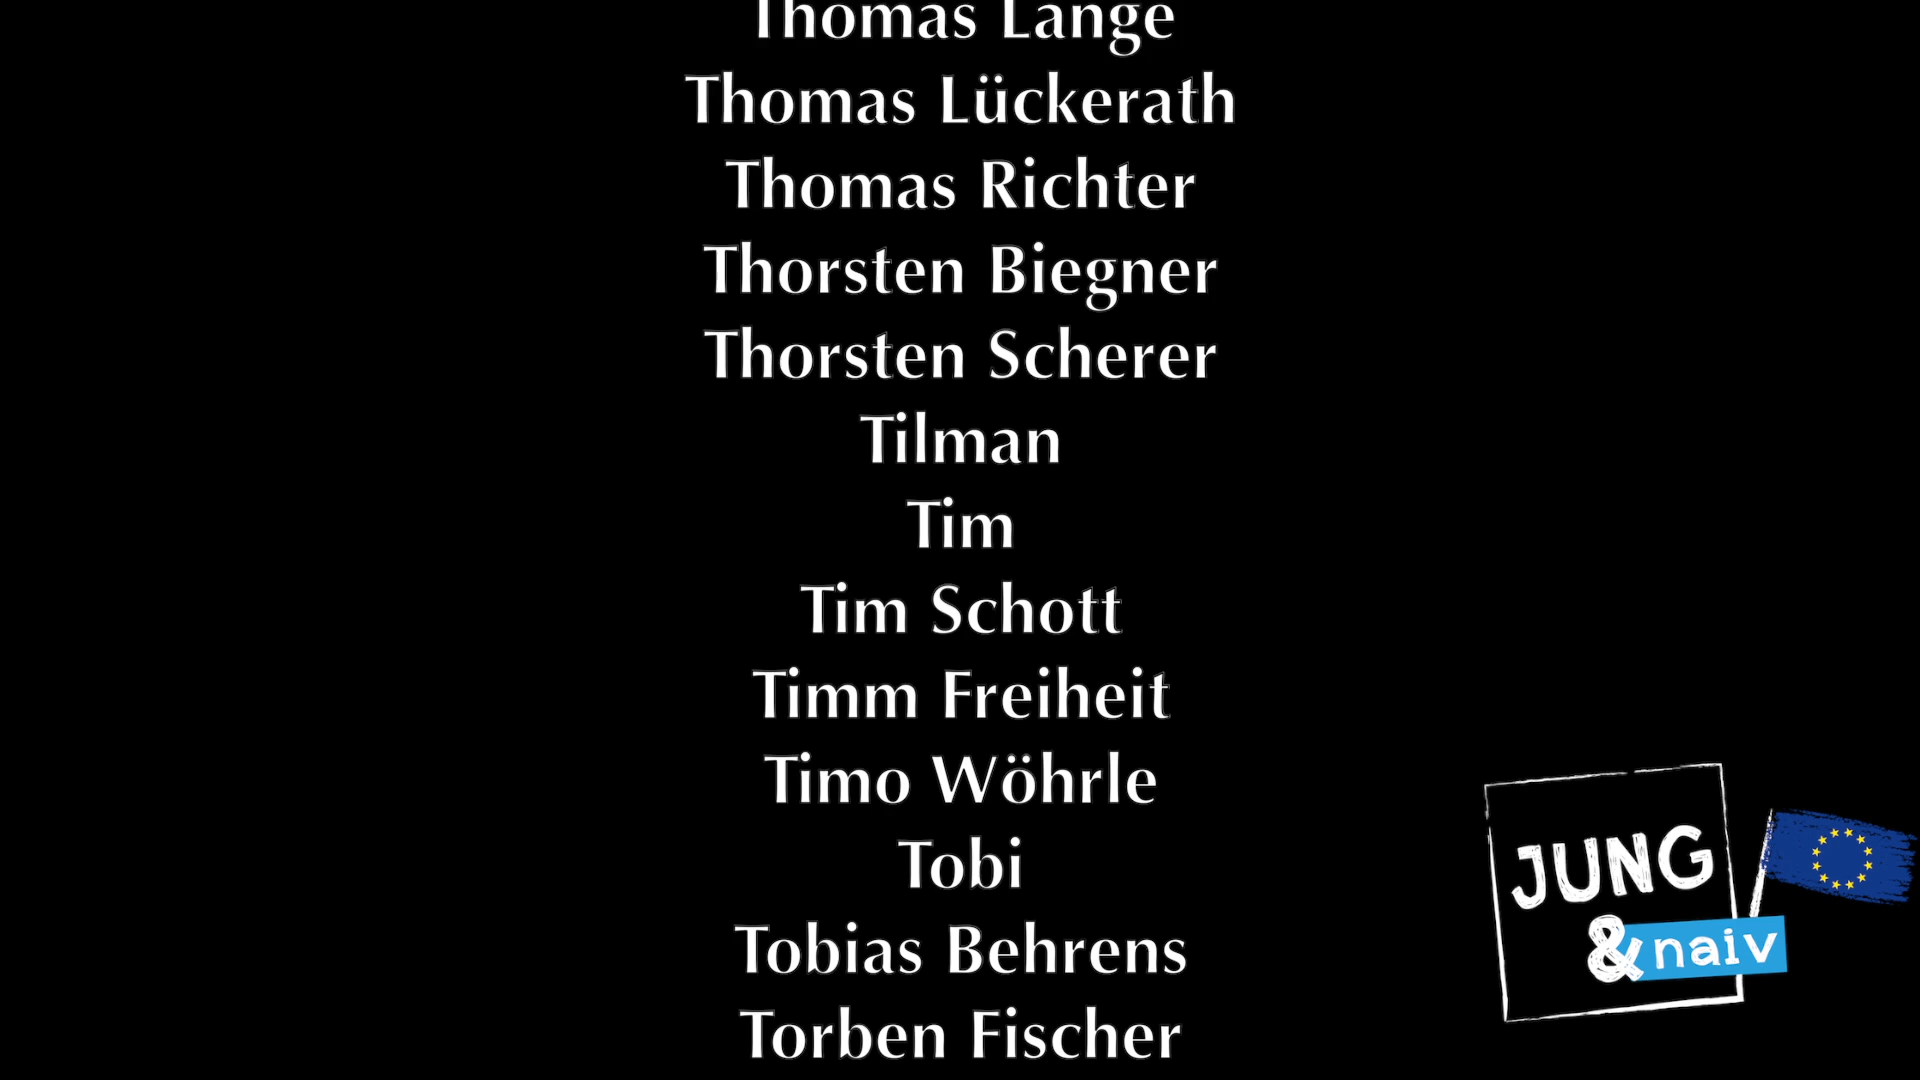 Thomas Lange
Thomas Lückerath
Thomas Richter
Thorsten Biegner
Thorsten Scherer
Tilman
Tim
Tim Schott
Timm Freiheit
Timo Wöhrle
Tobi
Tobias Behrens
Torben Fischer
JUNG
&naiv